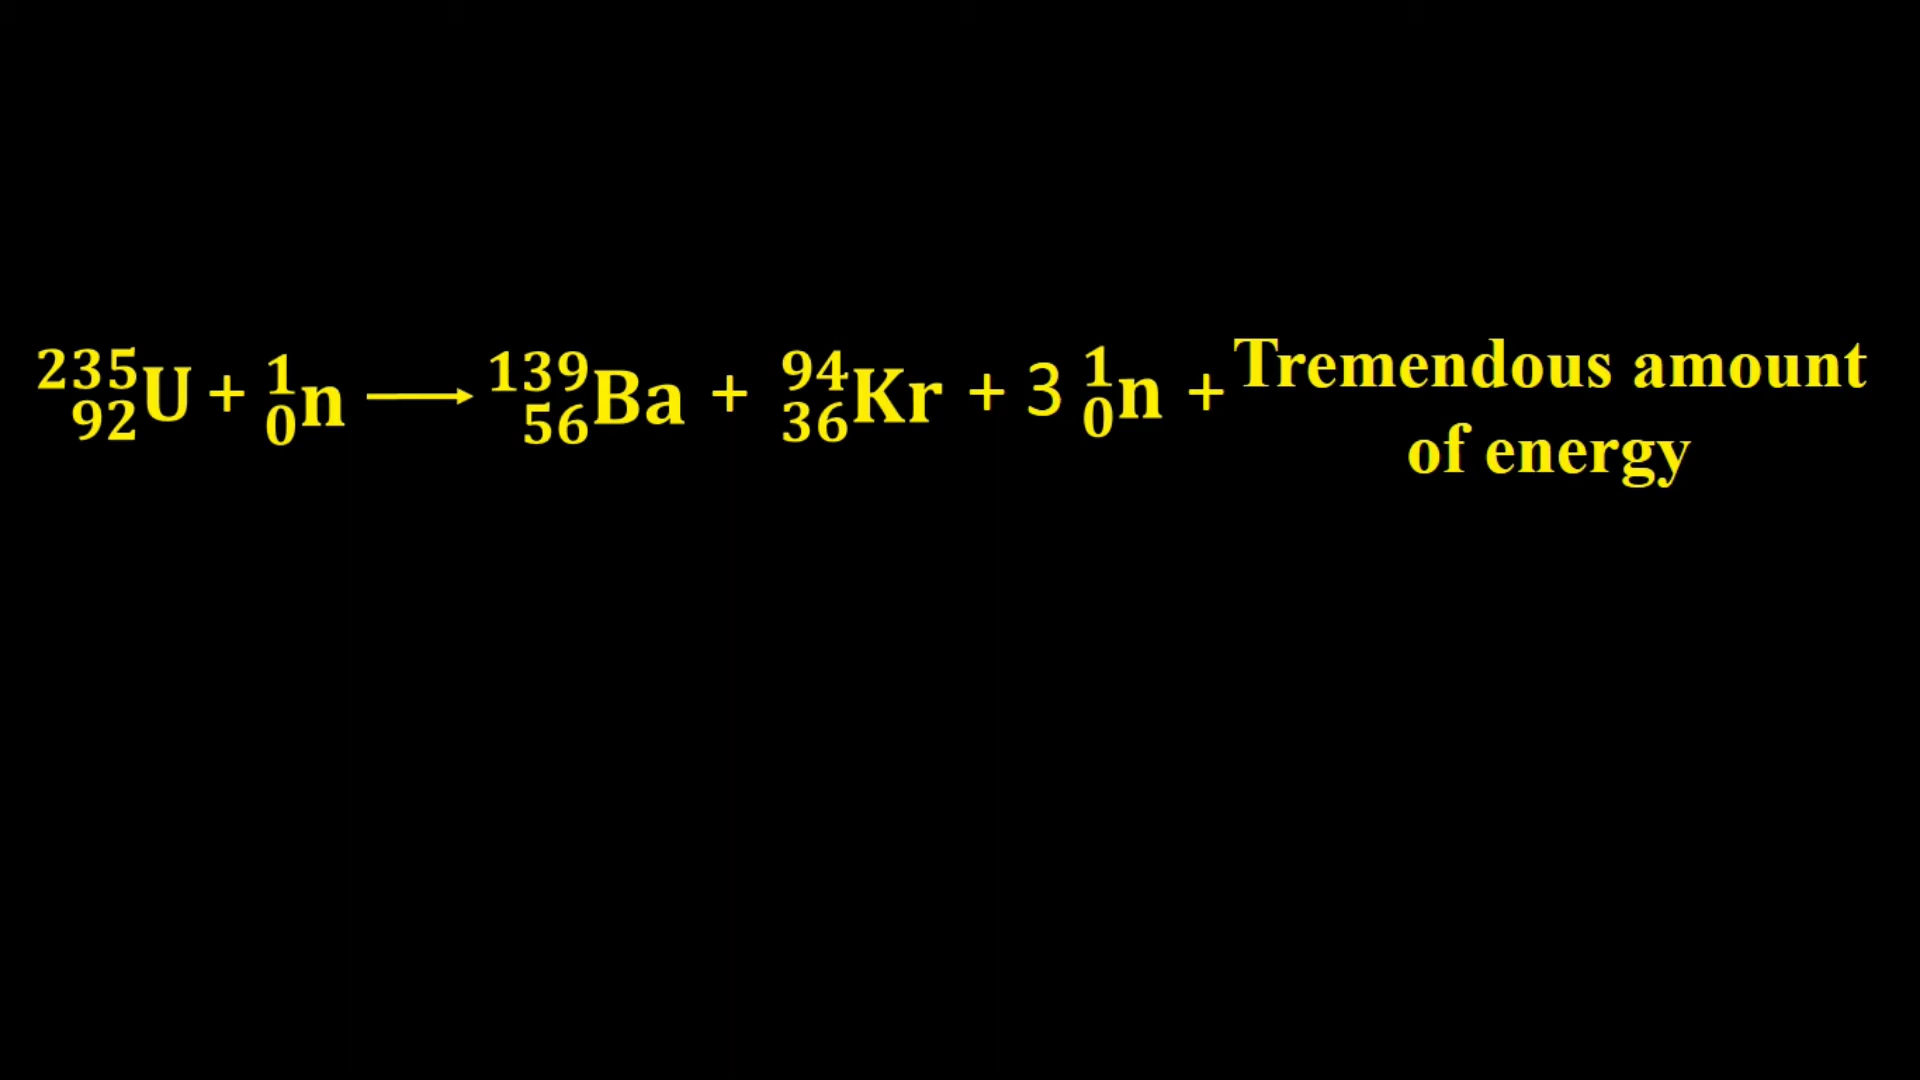 ²³⁵₉₂U + ¹₀n ⟶ ¹³⁹₅₆Ba + ⁹⁴₃₆Kr + 3 ¹₀n + Tremendous amount
of energy